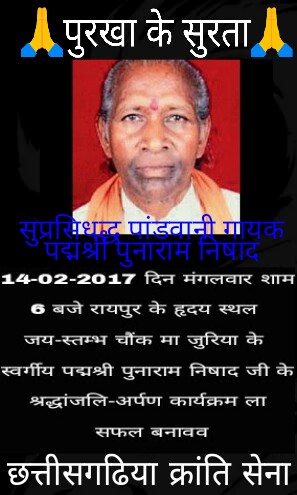 🙏पुरखा के सुरता🙏
सुप्रसिध्द्ध पांडवानी गायक
पद्मश्री पुनाराम निषाद
14-02-2017 दिन मंगलवार शाम
6 बजे रायपुर के हृदय स्थल
जय-स्तम्भ चौंक मा जुरिया के
स्वर्गीय पद्मश्री पुनाराम निषाद जी के
श्रद्धांजलि-अर्पण कार्यक्रम ला
सफल बनावव
छत्तीसगढिया क्रांति सेना